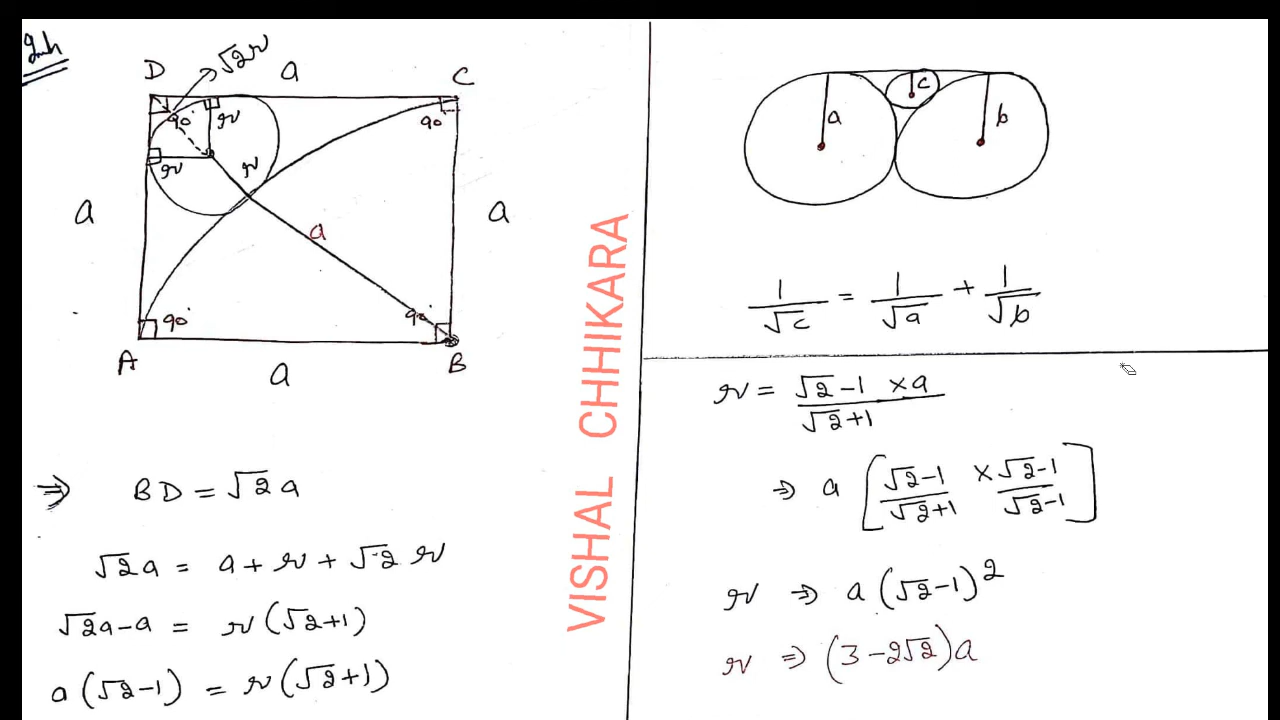 √2r
D a C
90° r 90°
r r
a a a
90° 90°
A a B
⇒ BD = √2 a
√2a = a + r + √2 r
√2a-a = r(√2+1)
a(√2-1) = r(√2+1)
VISHAL CHHIKARA
c
a b
1/√c = 1/√a + 1/√b
r = √2-1/√2+1 × a
⇒ a [√2-1/√2+1 × √2-1/√2-1]
r ⇒ a(√2-1)²
r ⇒ (3-2√2)a